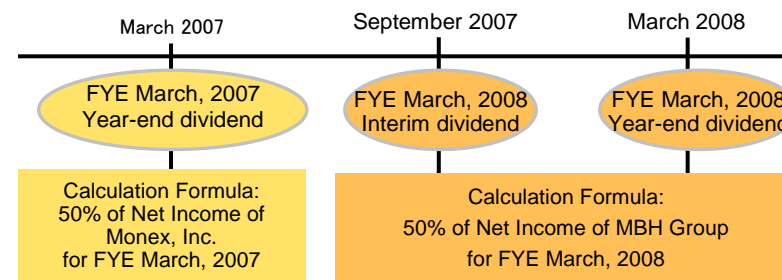 March 2007
September 2007
March 2008
FYE March, 2007
Year-end dividend
FYE March, 2008
Interim dividend
FYE March, 2008
Year-end dividend
Calculation Formula:
50% of Net Income of
Monex, Inc.
for FYE March, 2007
Calculation Formula:
50% of Net Income of MBH Group
for FYE March, 2008